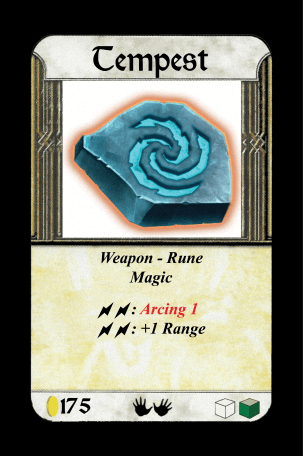 Tempest
Weapon - Rune
Magic
: Arcing 1
: +1 Range
175